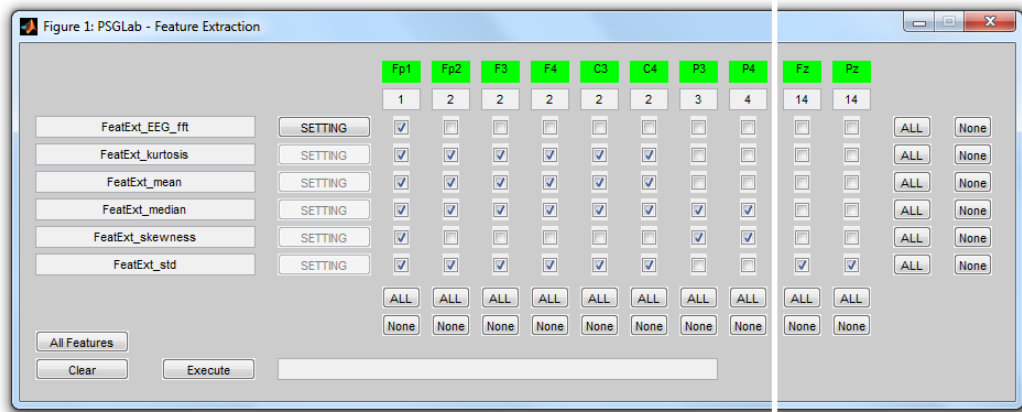 Figure 1: PSGLab - Feature Extraction
Fp1 Fp2 F3 F4 C3 C4 P3 P4 Fz Pz
1 2 2 2 2 2 3 4 14 14
FeatExt_EEG_fft SETTING ALL None
FeatExt_kurtosis SETTING ALL None
FeatExt_mean SETTING ALL None
FeatExt_median SETTING ALL None
FeatExt_skewness SETTING ALL None
FeatExt_std SETTING ALL None
ALL ALL ALL ALL ALL ALL ALL ALL ALL ALL
None None None None None None None None None None
All Features
Clear Execute